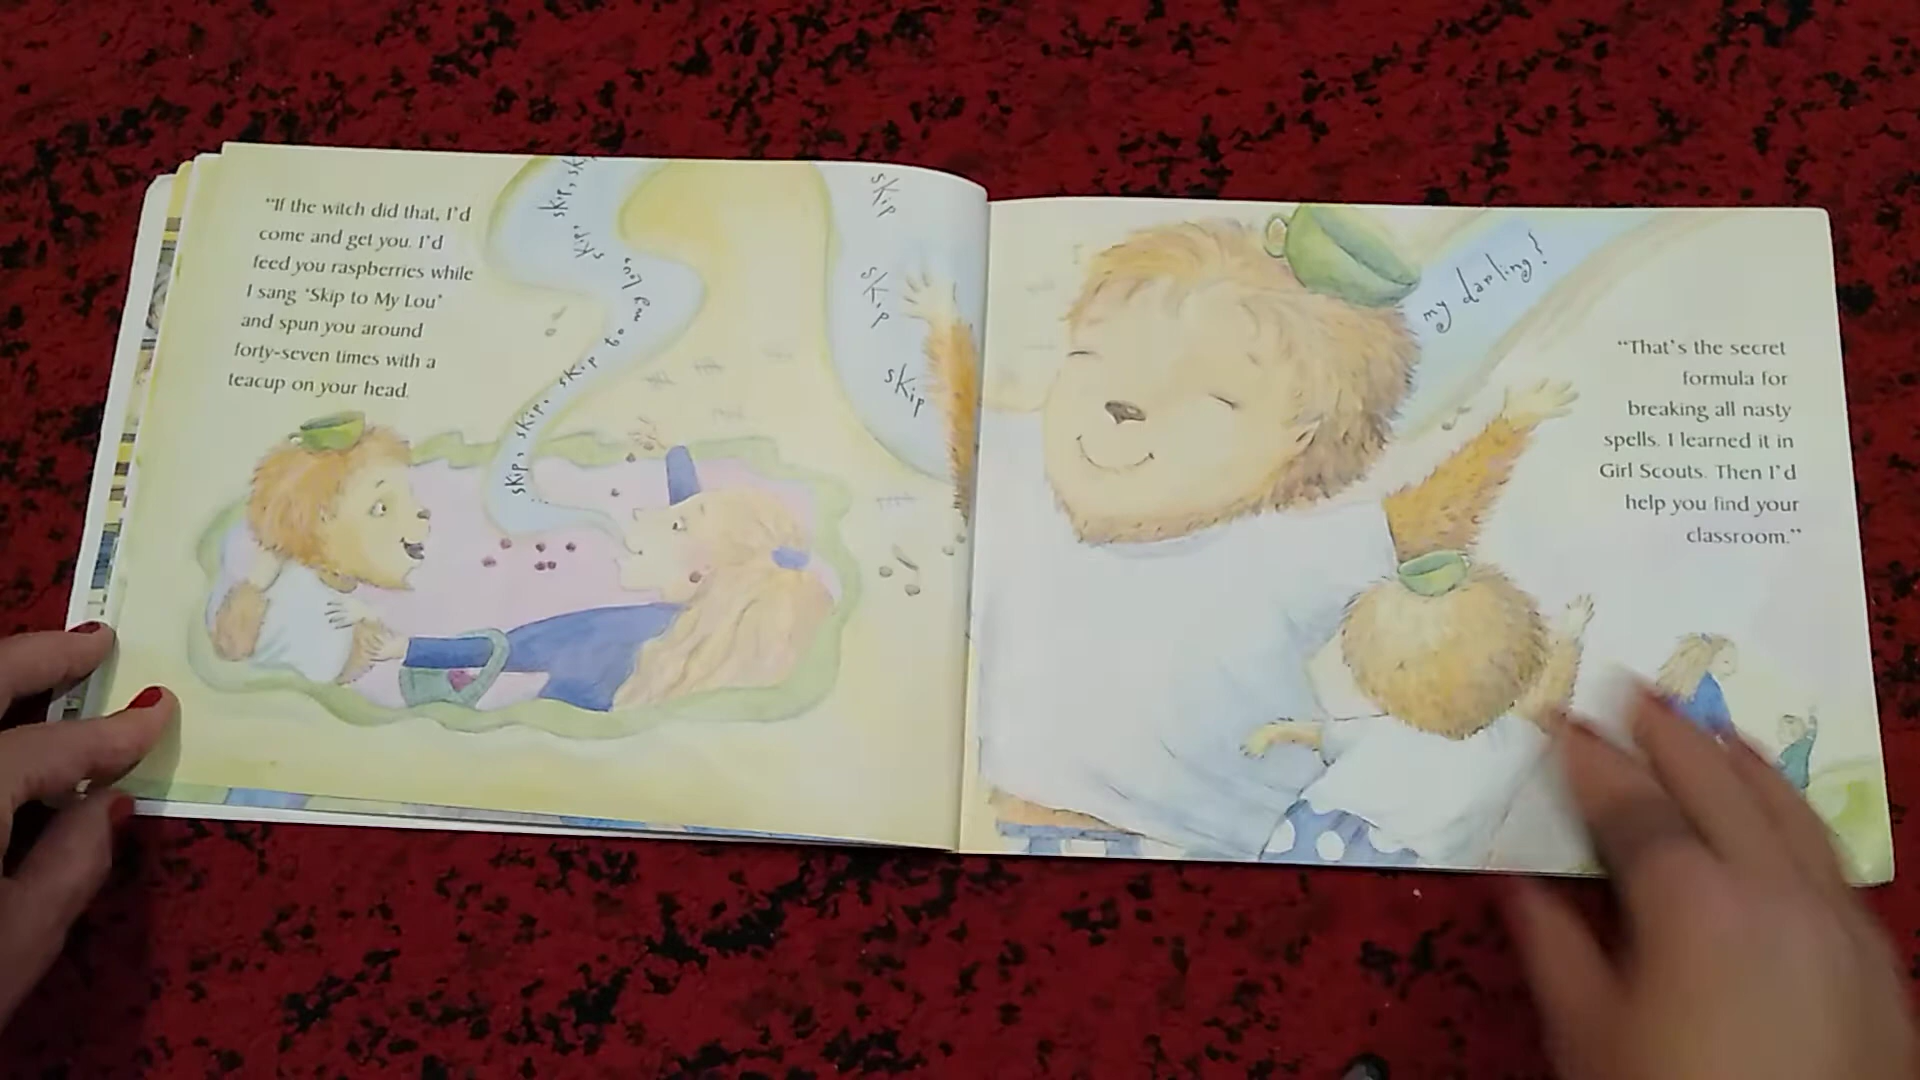 "If the witch did that, I'd
come and get you. I'd
feed you raspberries while
I sang 'Skip to My Lou'
and spun you around
forty-seven times with a
teacup on your head.
skip, skip, skip to my Lou,
skip, skip, sk
skip
skip
skip
my darling!
"That's the secret
formula for
breaking all nasty
spells. I learned it in
Girl Scouts. Then I'd
help you find your
classroom."